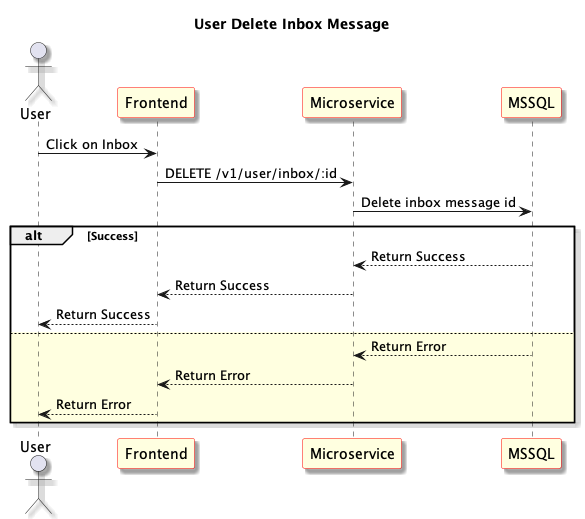 User Delete Inbox Message
User
Frontend
Microservice
MSSQL
Click on Inbox
DELETE /v1/user/inbox/:id
Delete inbox message id
alt
[Success]
Return Success
Return Success
Return Success
Return Error
Return Error
Return Error
User
Frontend
Microservice
MSSQL